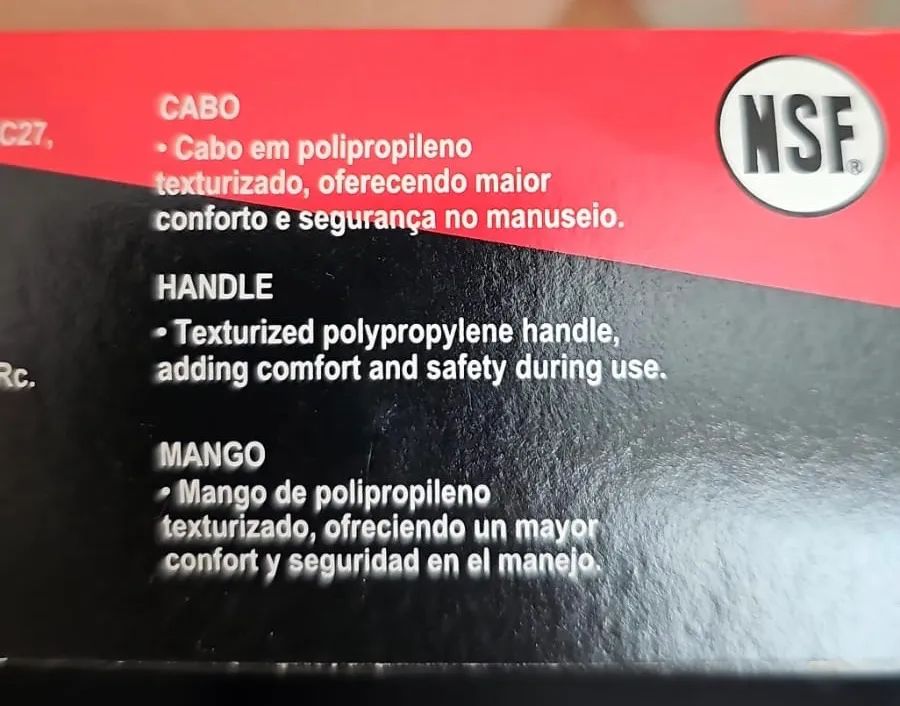 C27,
Rc.
CABO
• Cabo em polipropileno
texturizado, oferecendo maior
conforto e segurança no manuseio.
HANDLE
• Texturized polypropylene handle,
adding comfort and safety during use.
MANGO
• Mango de polipropileno
texturizado, ofreciendo un mayor
confort y seguridad en el manejo.
NSF®